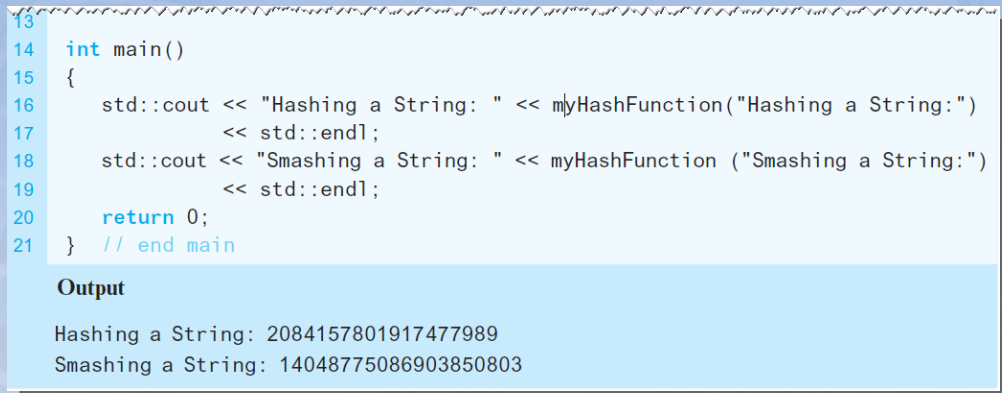 13
14 int main()
15 {
16 std::cout << "Hashing a String: " << myHashFunction("Hashing a String:")
17 << std::endl;
18 std::cout << "Smashing a String: " << myHashFunction ("Smashing a String:")
19 << std::endl;
20 return 0;
21 } // end main
Output
Hashing a String: 2084157801917477989
Smashing a String: 14048775086903850803